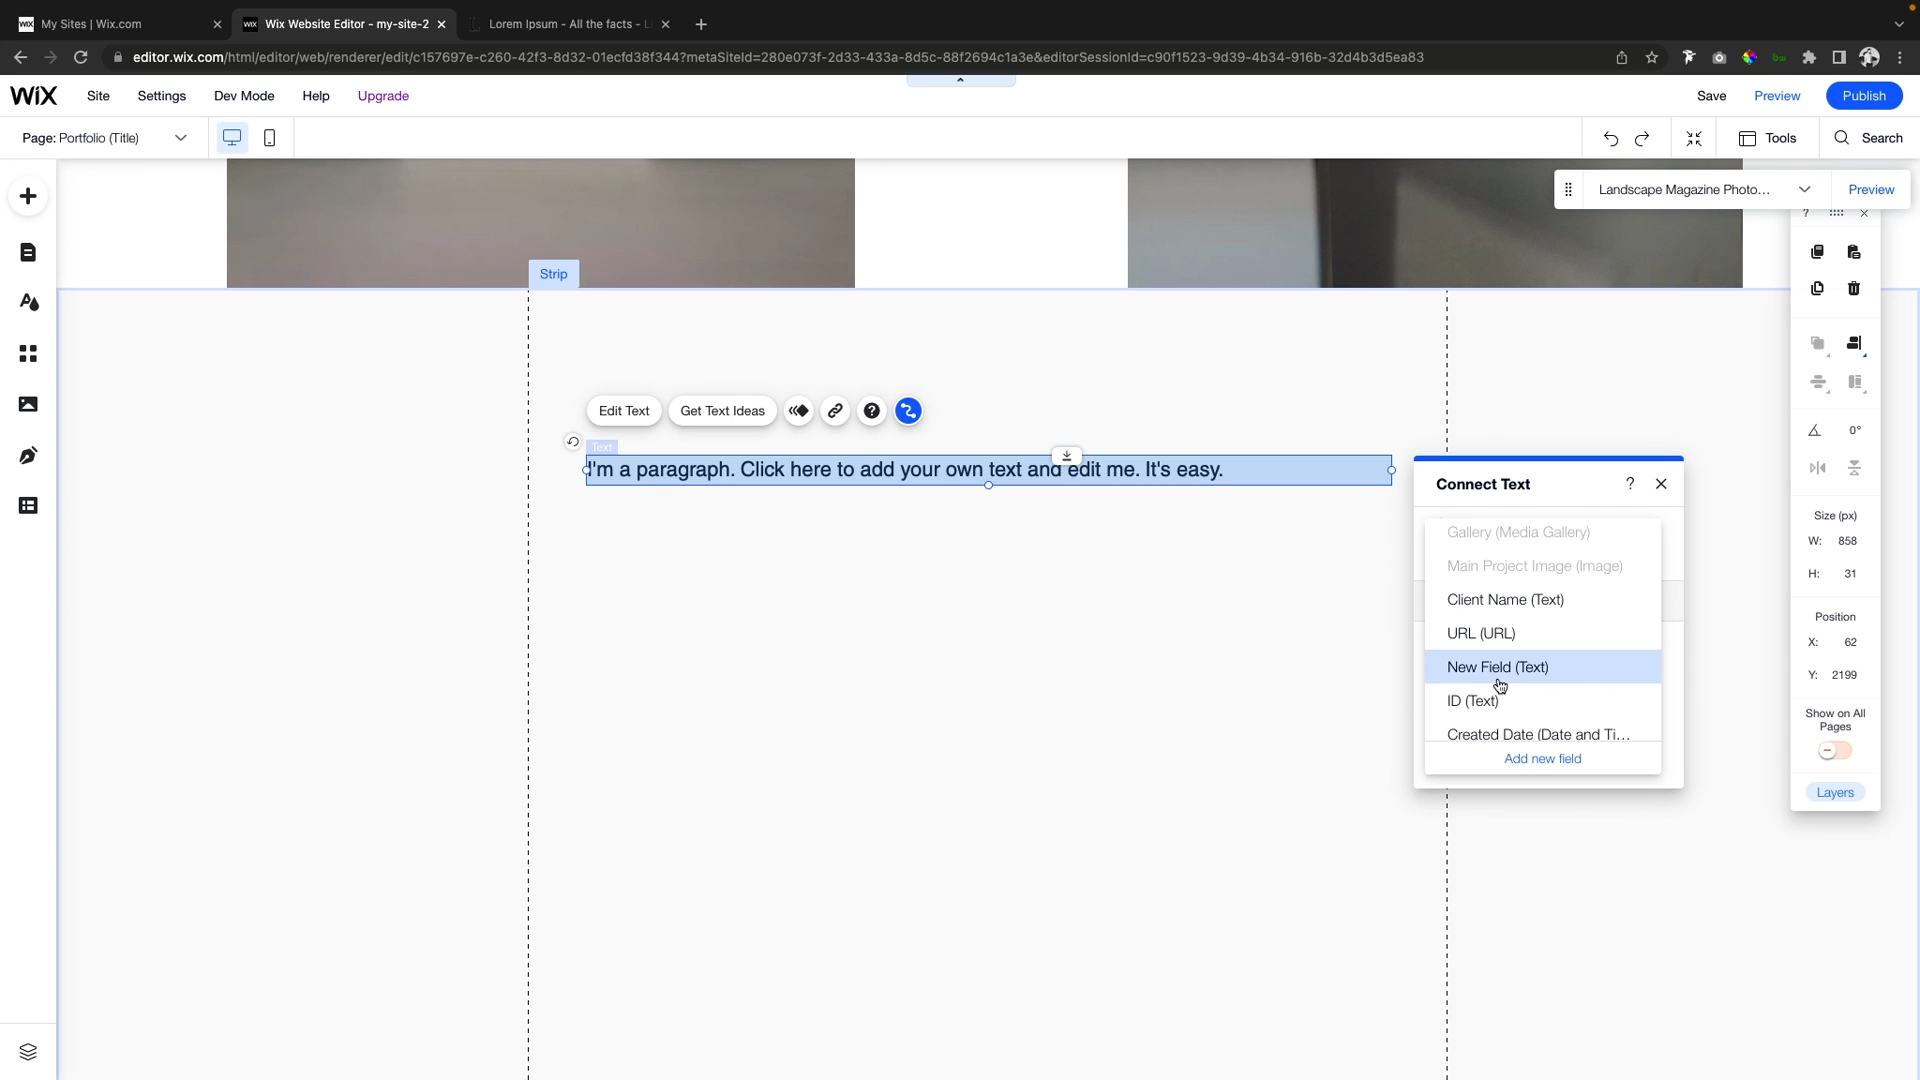 WIX My Sites | Wix.com
WIX Wix Website Editor - my-site-2
Lorem Ipsum - All the facts - L
editor.wix.com/html/editor/web/renderer/edit/c157697e-c260-42f3-8d32-01ecfd38f344?metaSiteId=280e073f-2d33-433a-8d5c-88f2694c1a3e&editorSessionId=c90f1523-9d39-4b34-916b-32d4b3d5ea83
WIX Site Settings Dev Mode Help Upgrade Save Preview Publish
Page: Portfolio (Title) Tools Search
Landscape Magazine Photo... Preview
?
Strip
Edit Text Get Text Ideas ?
Text
I'm a paragraph. Click here to add your own text and edit me. It's easy.
Connect Text ?
Gallery (Media Gallery)
Main Project Image (Image)
Client Name (Text)
URL (URL)
New Field (Text)
ID (Text)
Created Date (Date and Ti...
Add new field
0°
Size (px)
W: 858
H: 31
Position
X: 62
Y: 2199
Show on All
Pages
Layers